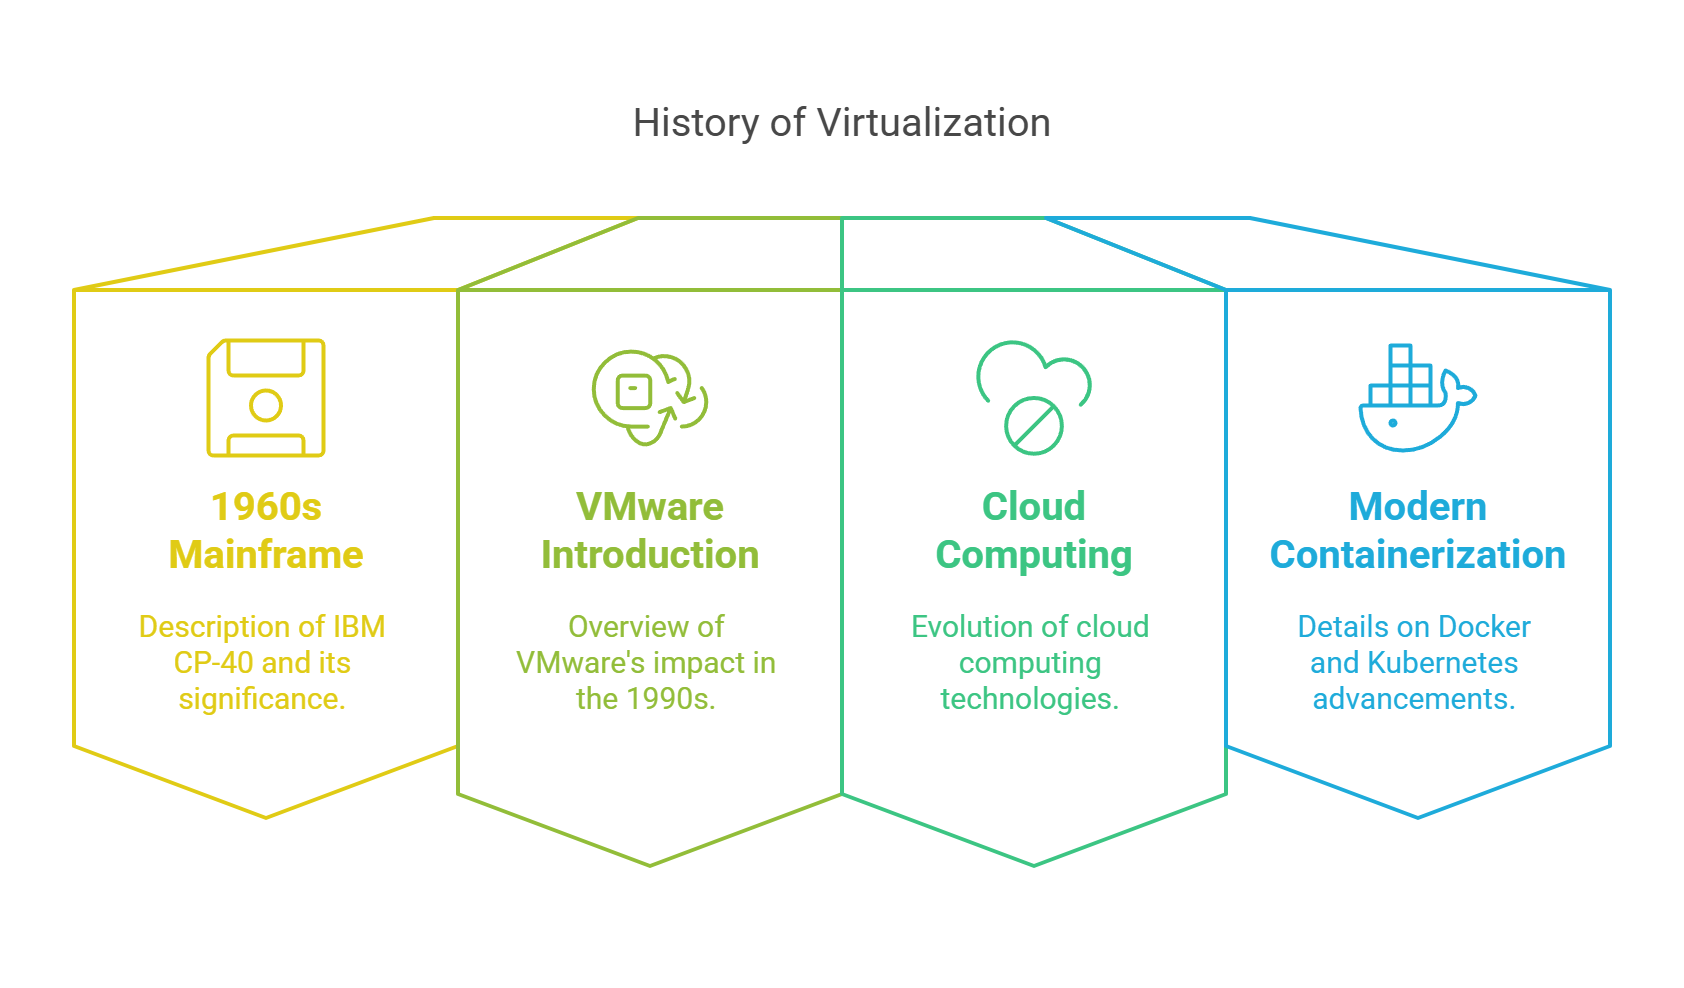 History of Virtualization
1960s
Mainframe
Description of IBM
CP-40 and its
significance.
VMware
Introduction
Overview of
VMware's impact in
the 1990s.
Cloud
Computing
Evolution of cloud
computing
technologies.
Modern
Containerization
Details on Docker
and Kubernetes
advancements.